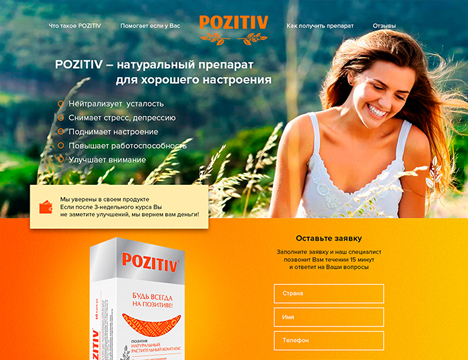 Что такое POZITIV
Помогает если у Вас
POZITIV
Как получить препарат
Отзывы
POZITIV – натуральный препарат
для хорошего настроения
Нейтрализует усталость
Снимает стресс, депрессию
Поднимает настроение
Повышает работоспособность
Улучшает внимание
Мы уверены в своем продукте
Если после 3-недельного курса Вы
не заметите улучшений, мы вернем вам деньги!
POZITIV
БУДЬ ВСЕГДА
НА ПОЗИТИВЕ!
ПОЗИТИВ
НАТУРАЛЬНЫЙ
РАСТИТЕЛЬНЫЙ КОМПЛЕКС
POZITIV
Оставьте заявку
Заполните заявку и наш специалист
позвонит Вам течении 15 минут
и ответит на Ваши вопросы
Страна
Имя
Телефон